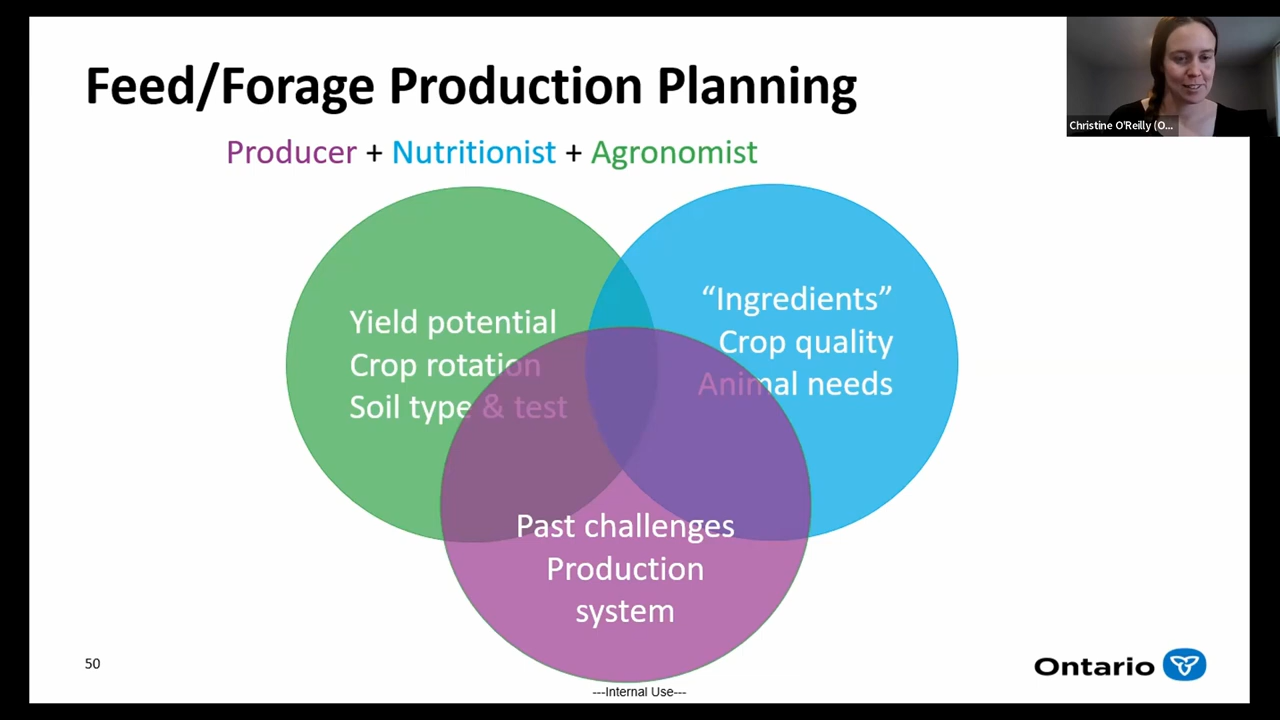 Feed/Forage Production Planning
Christine O'Reilly (O...
Producer + Nutritionist + Agronomist
Yield potential
Crop rotation
Soil type & test
“Ingredients”
Crop quality
Animal needs
Past challenges
Production
system
50
Ontario
---Internal Use---